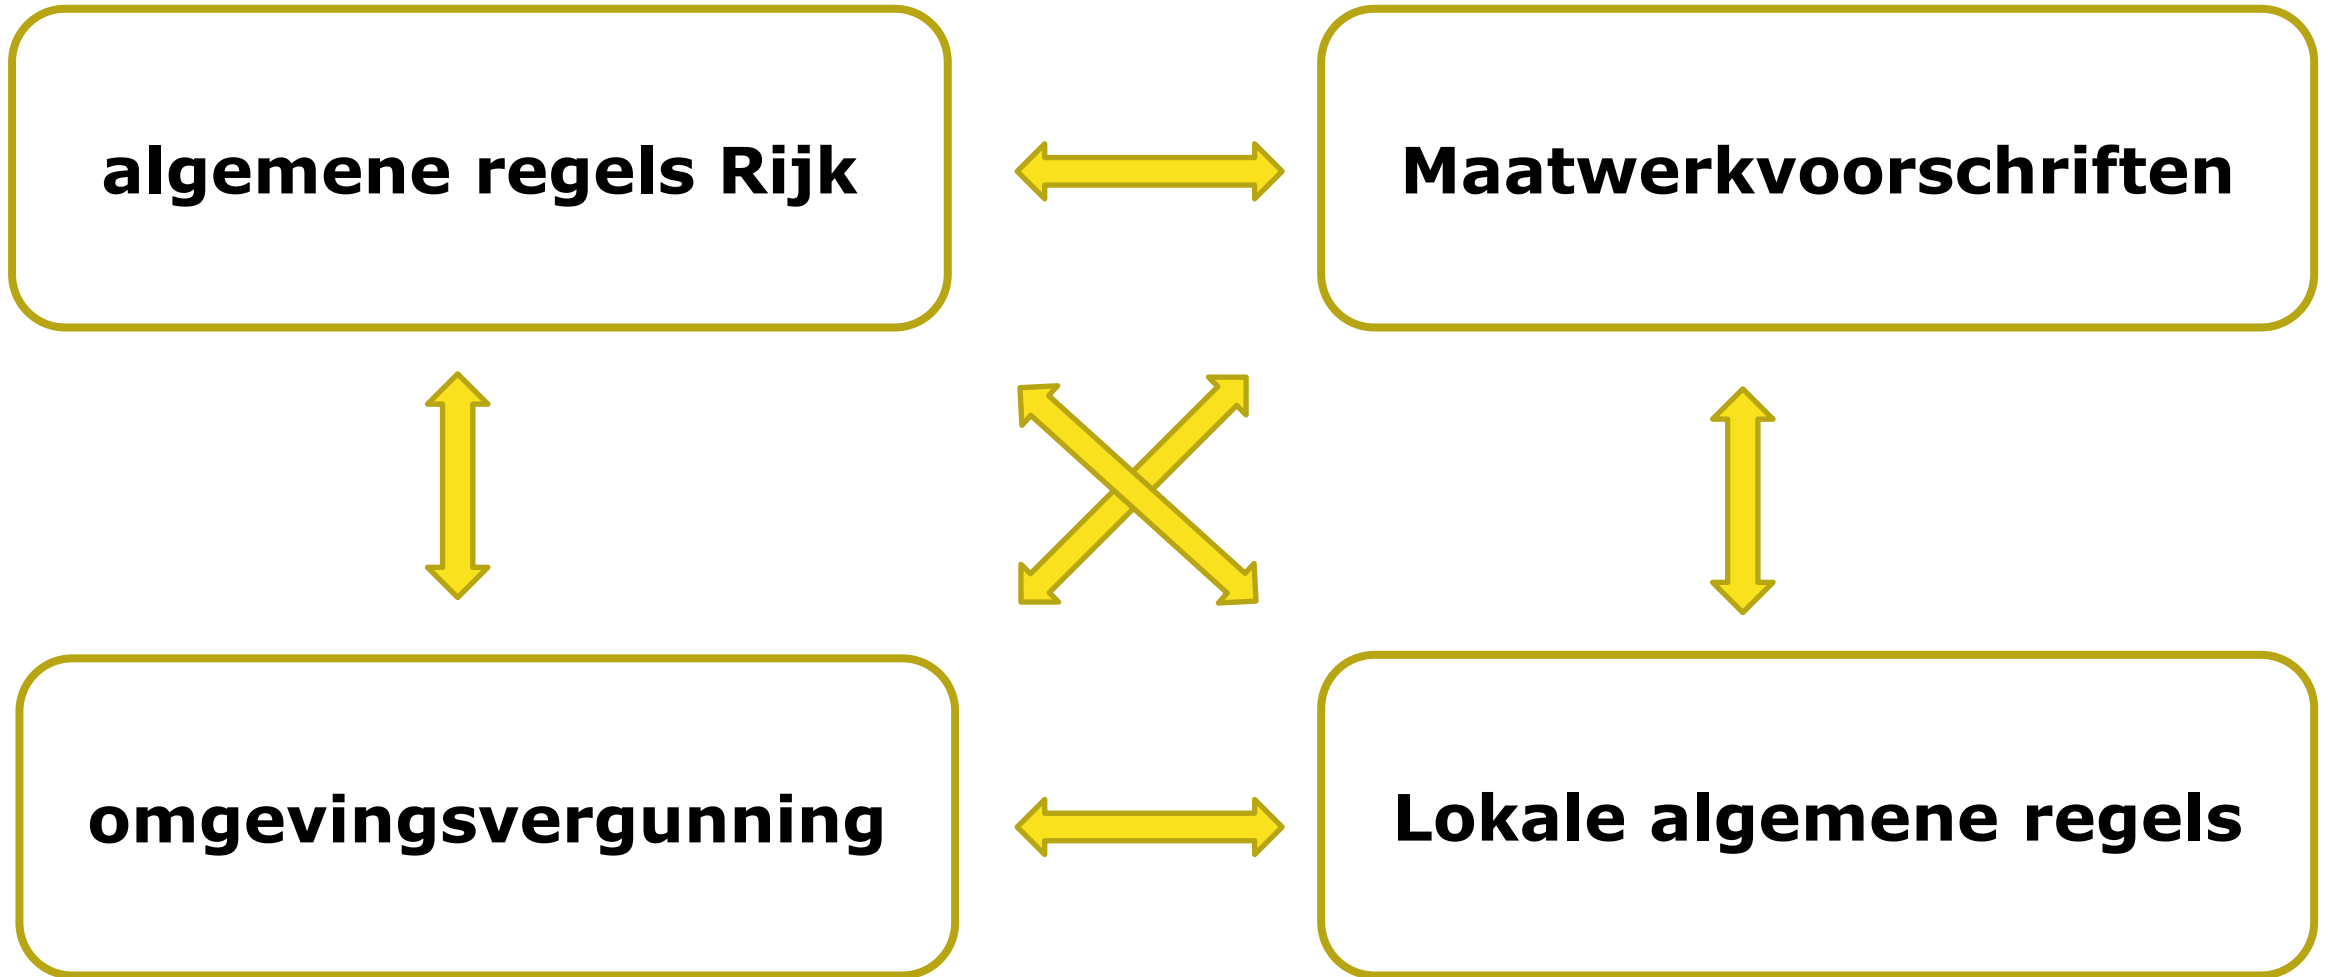 algemene regels Rijk
Maatwerkvoorschriften
omgevingsvergunning
Lokale algemene regels